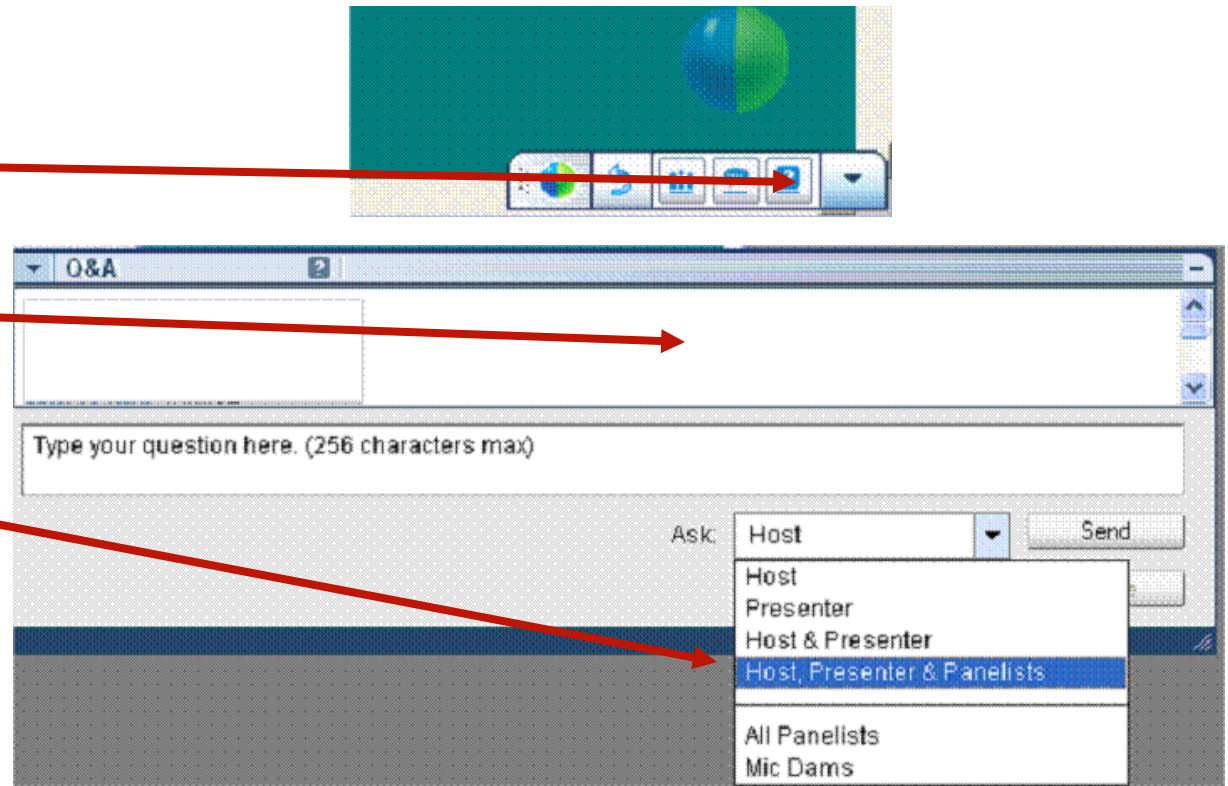 ?
Q&A ?
Type your question here. (256 characters max)
Ask: Host Send
Host
Presenter
Host & Presenter
Host, Presenter & Panelists
All Panelists
Mic Dams